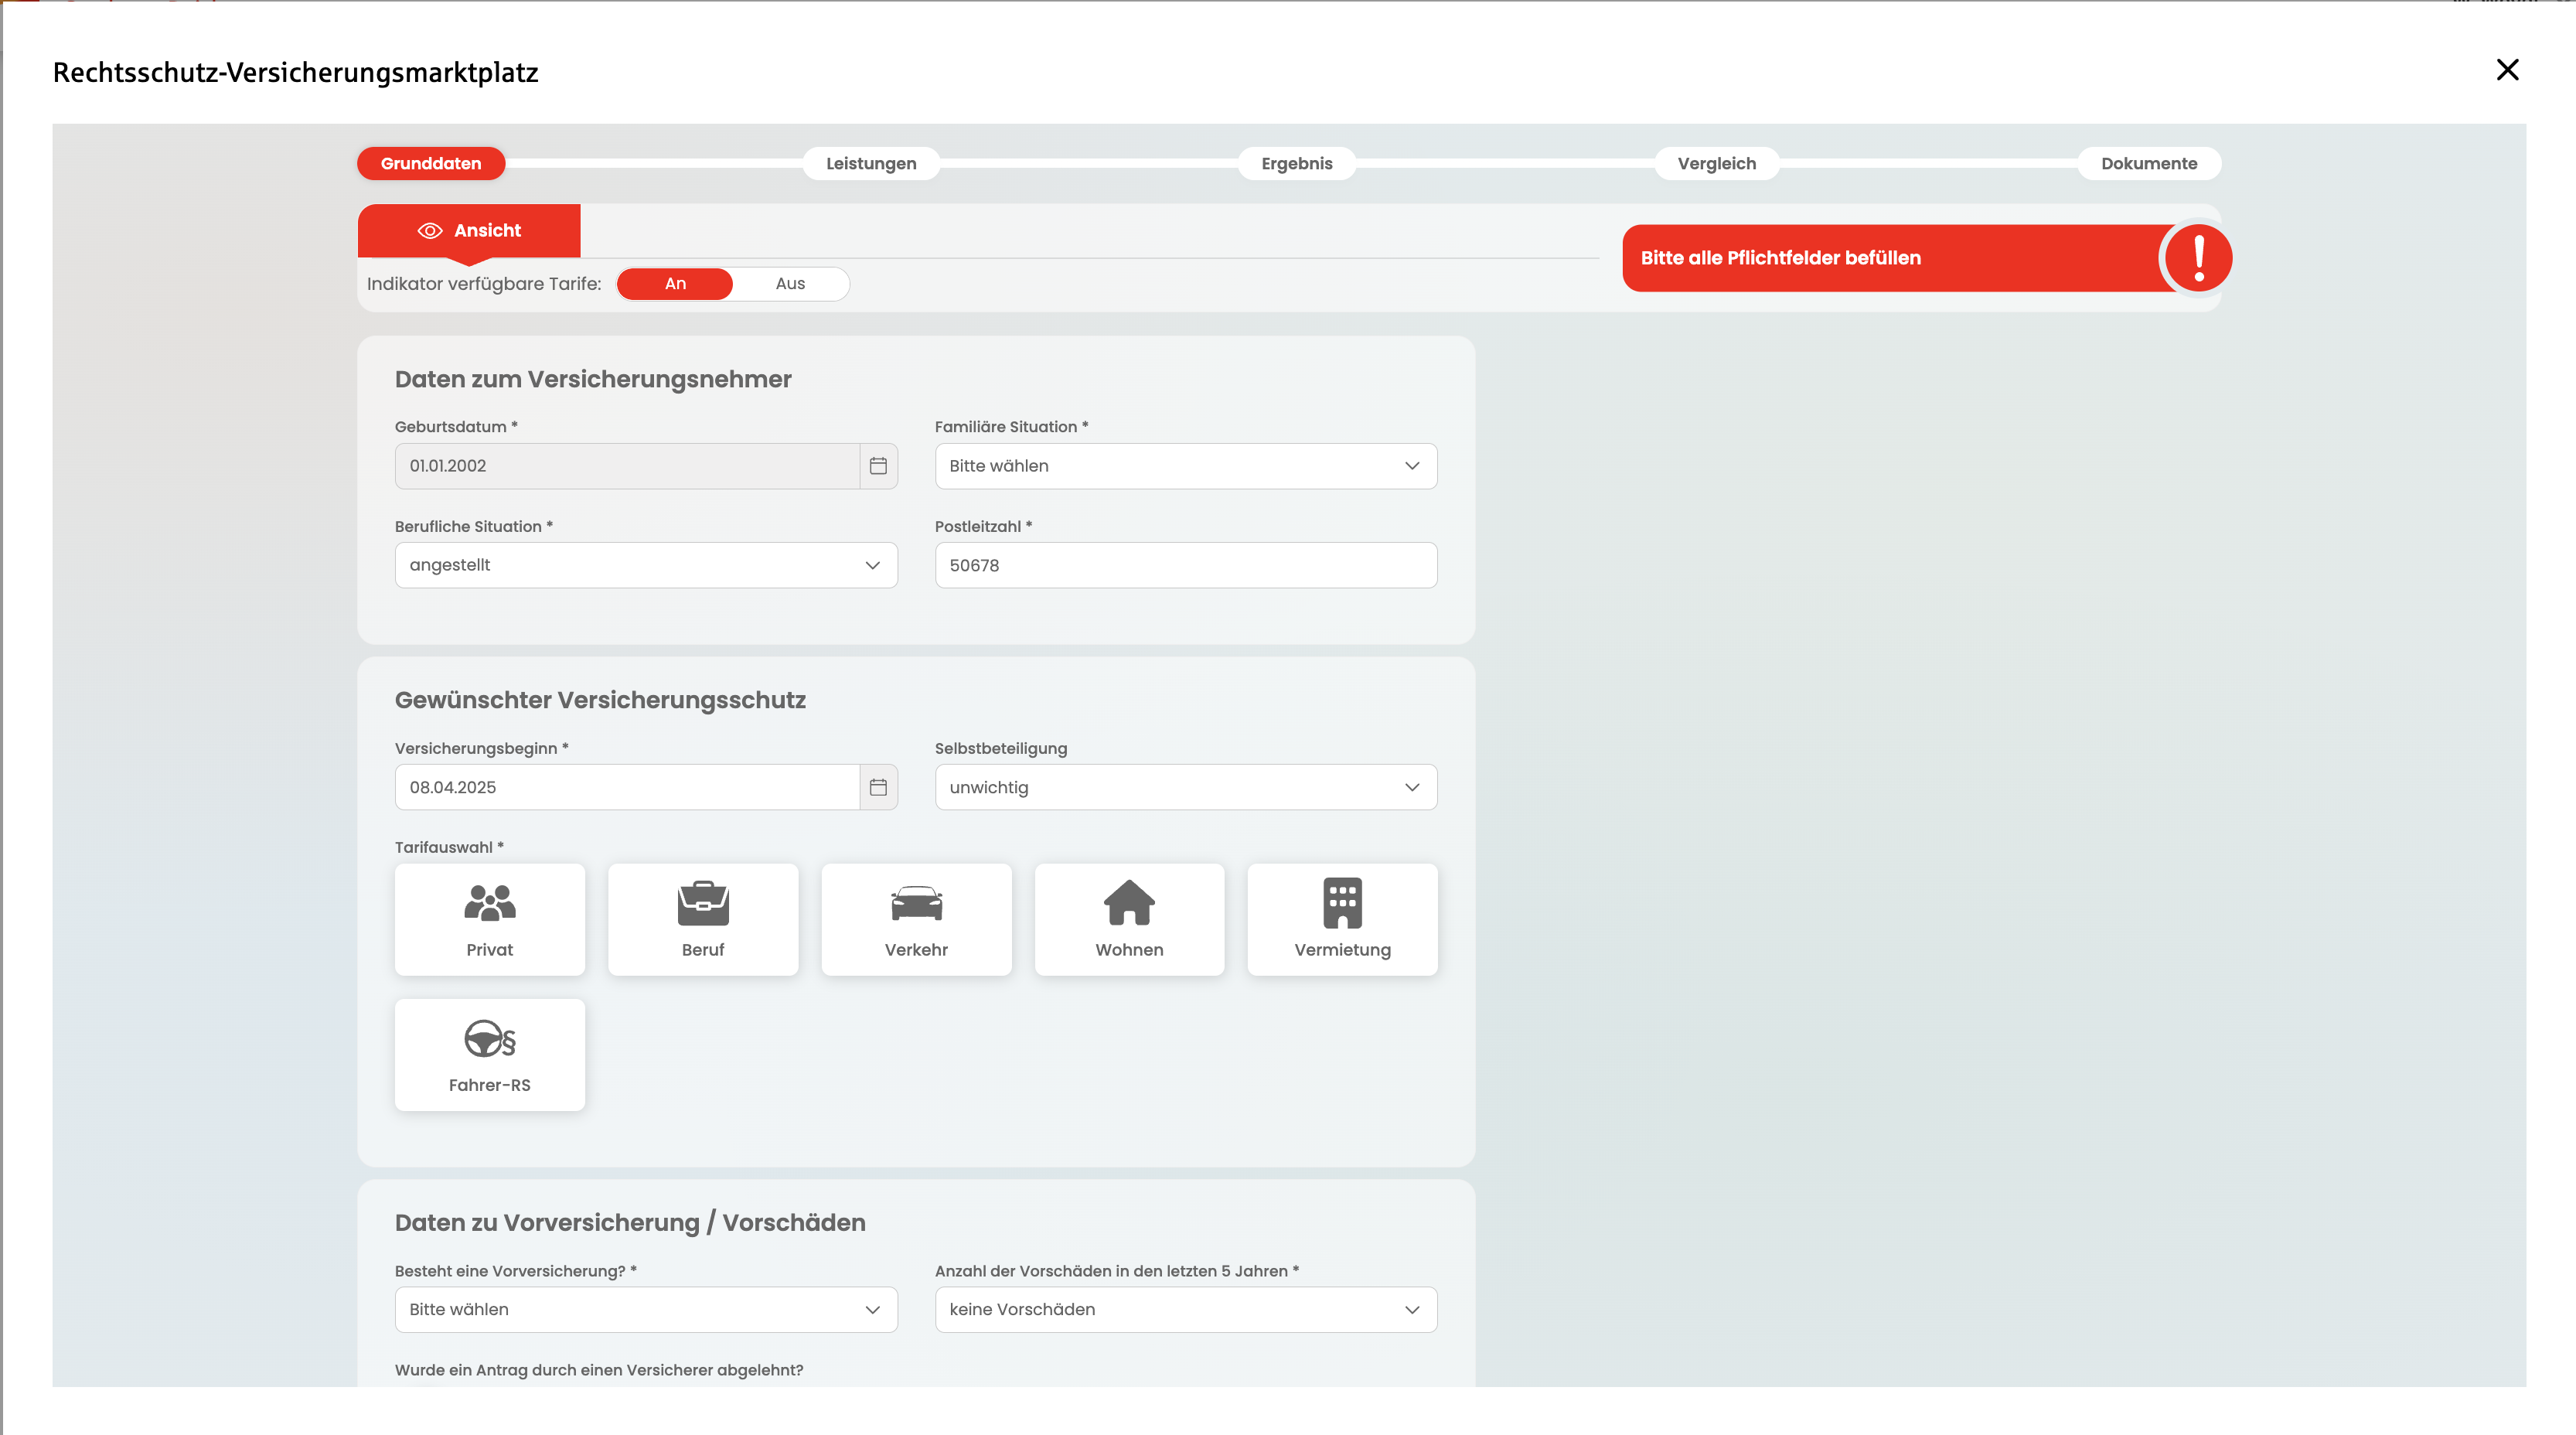 Rechtsschutz-Versicherungsmarktplatz
Grunddaten
Leistungen
Ergebnis
Vergleich
Dokumente
Ansicht
Bitte alle Pflichtfelder befüllen
Indikator verfügbare Tarife:
An
Aus
Daten zum Versicherungsnehmer
Geburtsdatum *
Familiäre Situation *
01.01.2002
Bitte wählen
Berufliche Situation *
Postleitzahl *
angestellt
50678
Gewünschter Versicherungsschutz
Versicherungsbeginn *
Selbstbeteiligung
08.04.2025
unwichtig
Tarifauswahl *
Privat
Beruf
Verkehr
Wohnen
Vermietung
§
Fahrer-RS
Daten zu Vorversicherung / Vorschäden
Besteht eine Vorversicherung? *
Anzahl der Vorschäden in den letzten 5 Jahren *
Bitte wählen
keine Vorschäden
Wurde ein Antrag durch einen Versicherer abgelehnt?